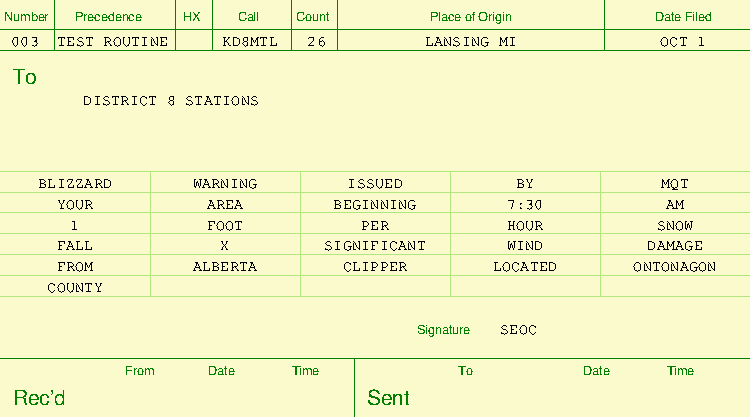 Number Precedence HX Call Count Place of Origin Date Filed
003 TEST ROUTINE KD8MTL 26 LANSING MI OCT 1
To
DISTRICT 8 STATIONS
BLIZZARD WARNING ISSUED BY MQT
YOUR AREA BEGINNING 7:30 AM
1 FOOT PER HOUR SNOW
FALL X SIGNIFICANT WIND DAMAGE
FROM ALBERTA CLIPPER LOCATED ONTONAGON
COUNTY
Signature SEOC
From Date Time To Date Time
Rec'd Sent